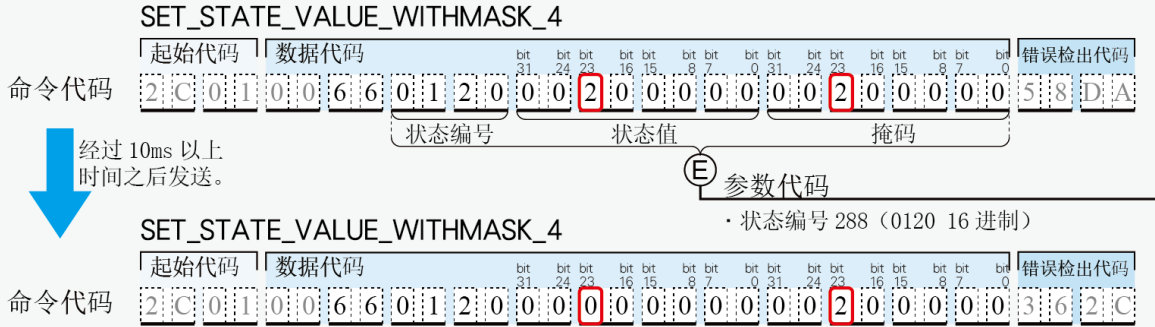 SET_STATE_VALUE_WITHMASK_4
起始代码 数据代码 错误检出代码
bit 31 bit 24 bit 23 bit 16 bit 15 bit 8 bit 7 bit 0 bit 31 bit 24 bit 23 bit 16 bit 15 bit 8 bit 7 bit 0
命令代码 2 C 0 1 0 0 6 6 0 1 2 0 0 0 2 0 0 0 0 0 0 0 2 0 0 0 0 0 5 8 D A
状态编号 状态值 掩码
经过 10ms 以上
时间之后发送。
E
参数代码
·状态编号 288（0120 16 进制）
SET_STATE_VALUE_WITHMASK_4
起始代码 数据代码 错误检出代码
bit 31 bit 24 bit 23 bit 16 bit 15 bit 8 bit 7 bit 0 bit 31 bit 24 bit 23 bit 16 bit 15 bit 8 bit 7 bit 0
命令代码 2 C 0 1 0 0 6 6 0 1 2 0 0 0 0 0 0 0 0 0 0 0 2 0 0 0 0 0 3 6 2 C